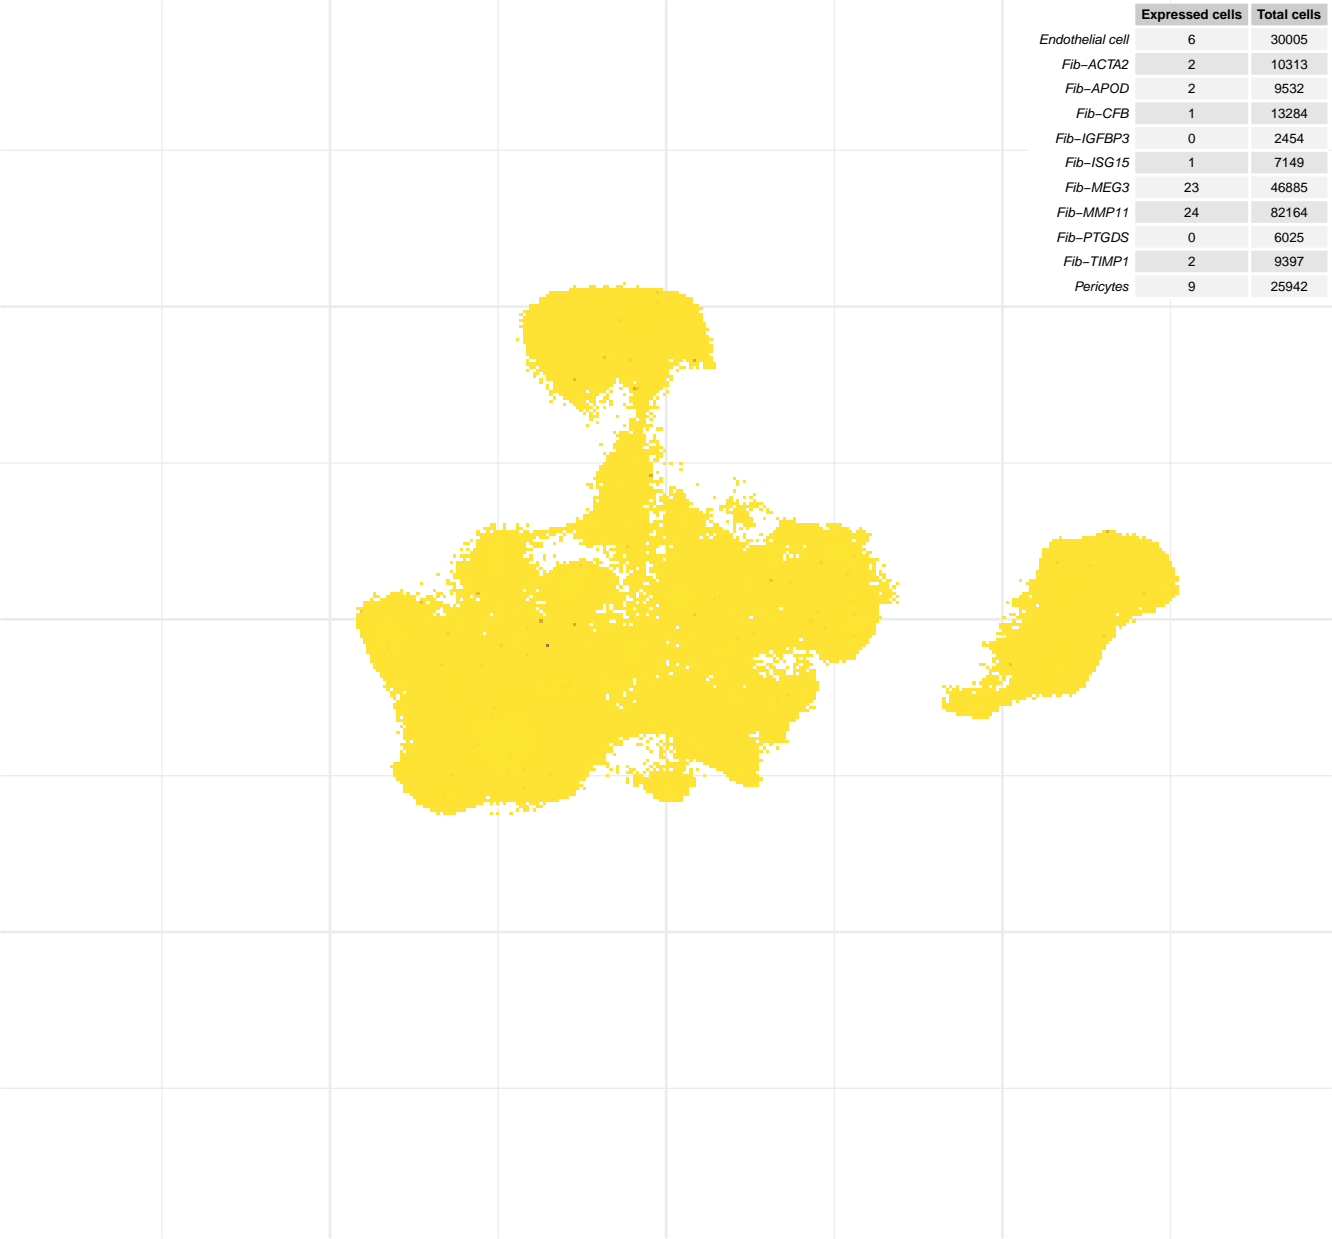 Expressed cells Total cells
Endothelial cell 6 30005
Fib−ACTA2 2 10313
Fib−APOD 2 9532
Fib−CFB 1 13284
Fib−IGFBP3 0 2454
Fib−ISG15 1 7149
Fib−MEG3 23 46885
Fib−MMP11 24 82164
Fib−PTGDS 0 6025
Fib−TIMP1 2 9397
Pericytes 9 25942